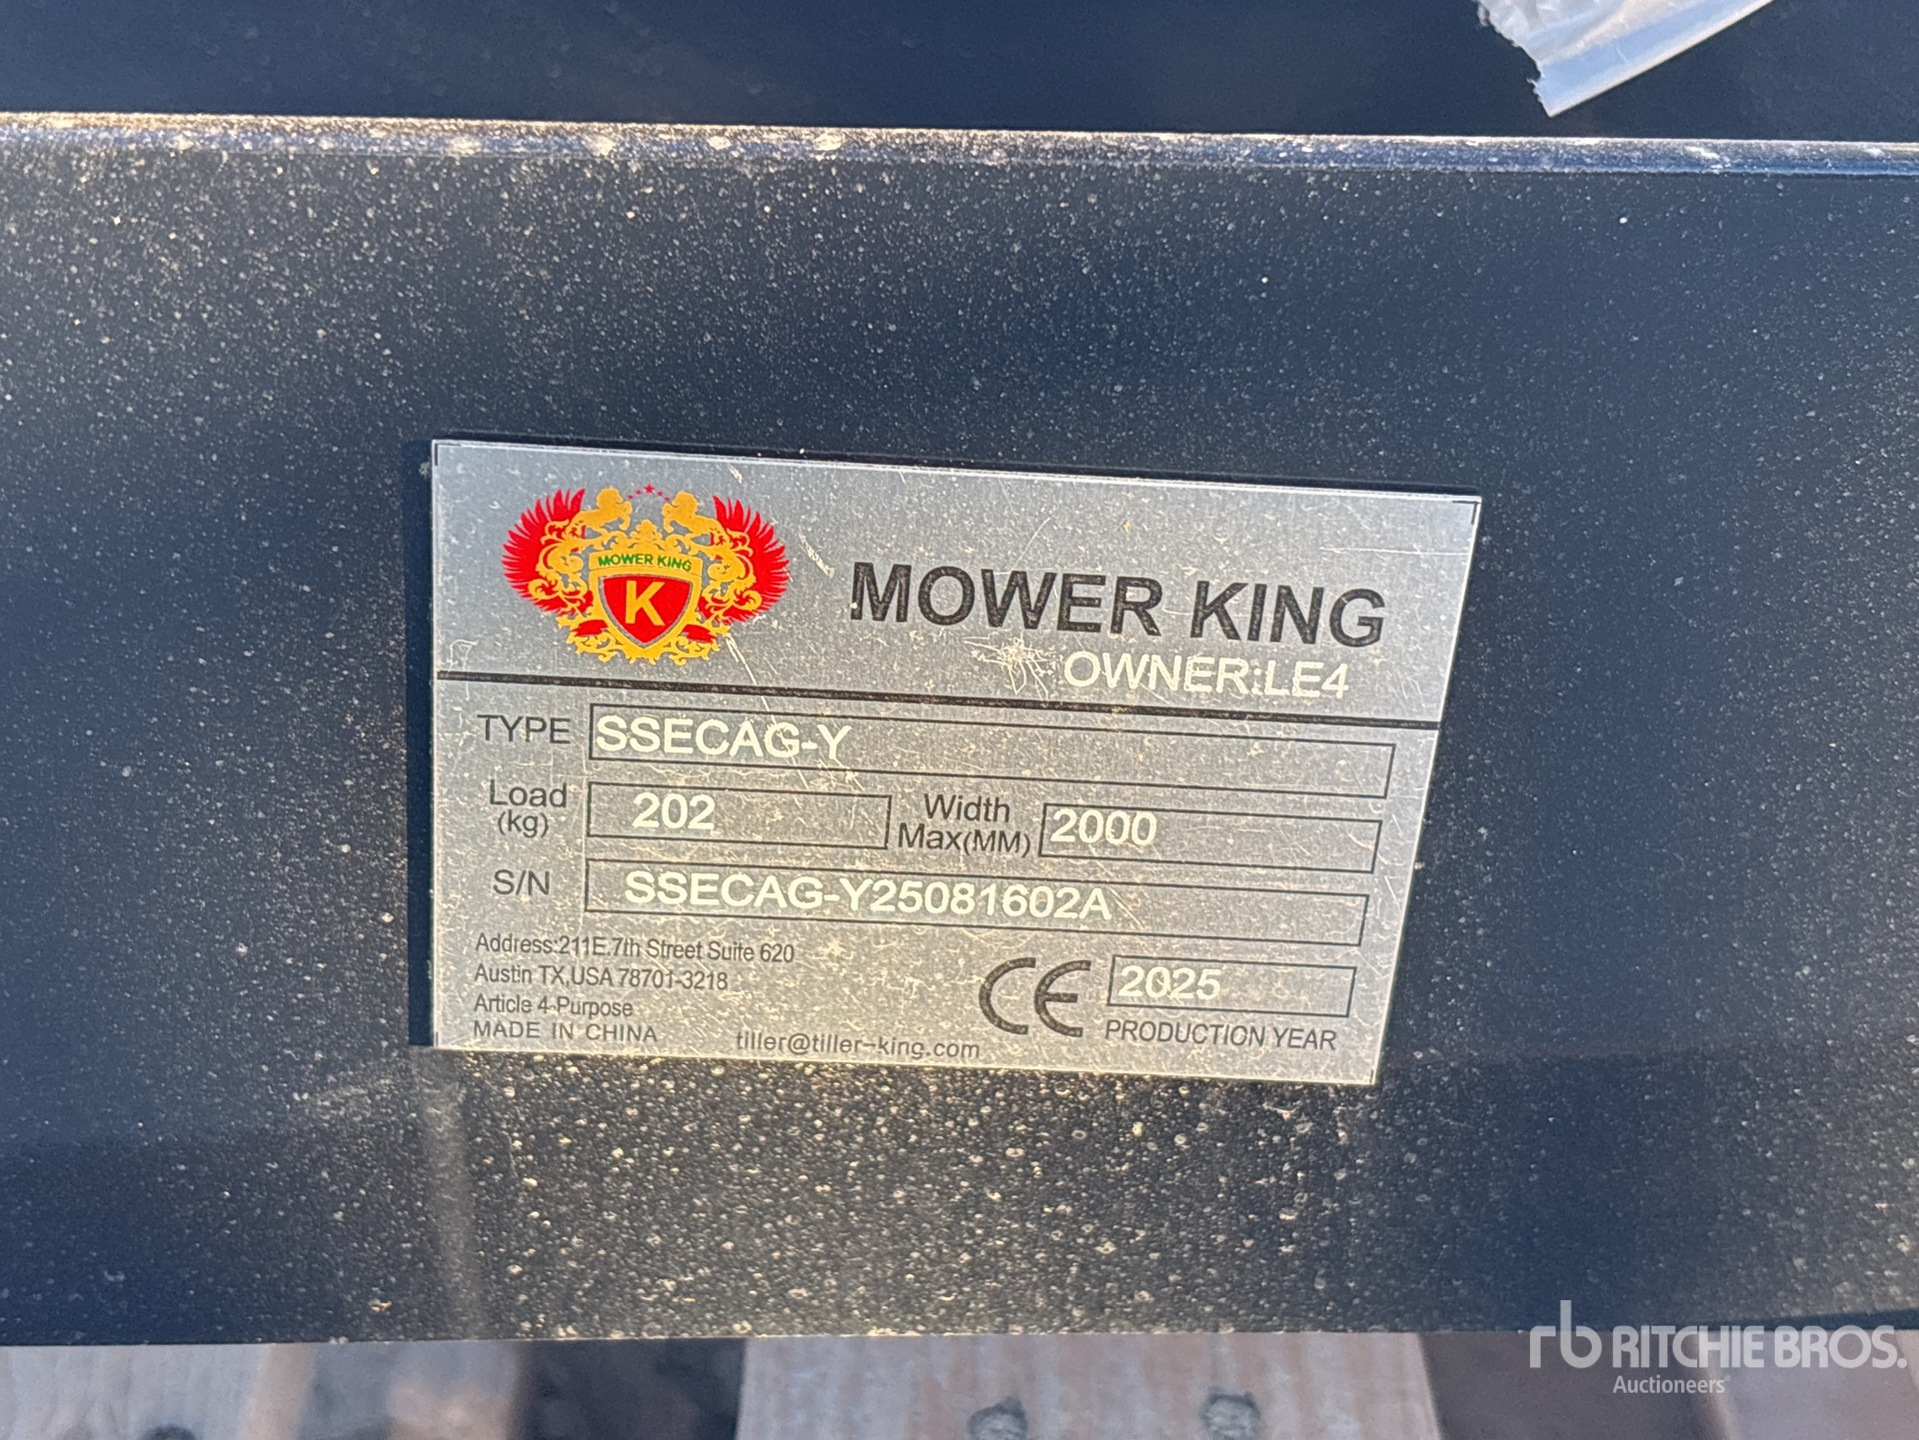 MOWER KING
K
MOWER KING
OWNER:LE4
TYPE SSECAG-Y
Load (kg) 202 Width Max(MM) 2000
S/N SSECAG-Y25081602A
Address:211E.7th Street Suite 620
Austin TX,USA 78701-3218
Article 4-Purpose
MADE IN CHINA
tiller@tiller-king.com
CE
2025
PRODUCTION YEAR
rb RITCHIE BROS.
Auctioneers